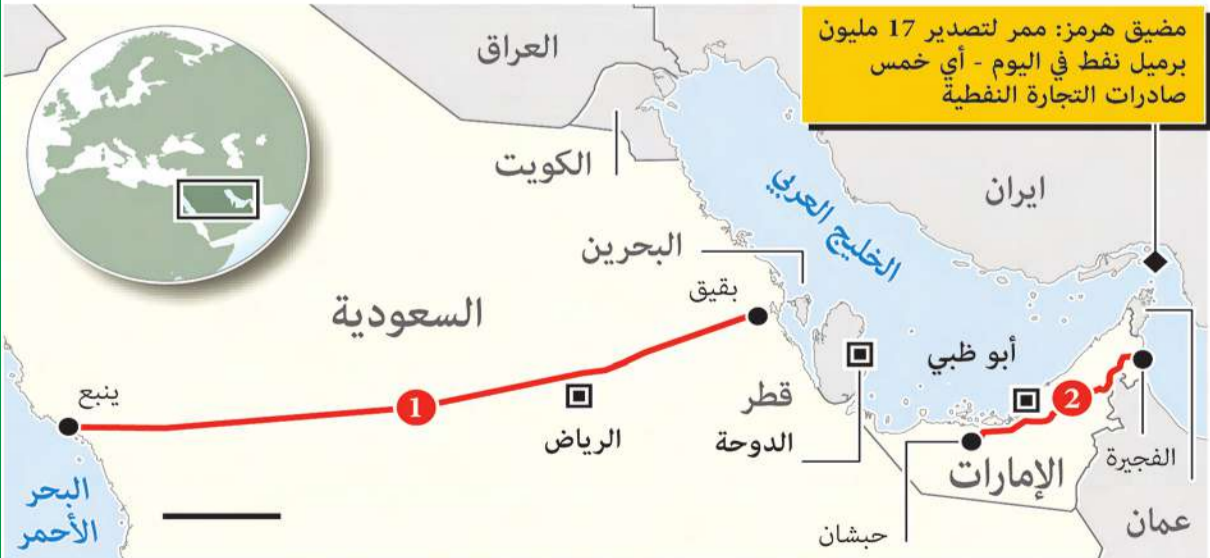 مضيق هرمز: ممر لتصدير 17 مليون
برميل نفط في اليوم - أي خمس
صادرات التجارة النفطية
العراق
الكويت
ايران
الخليج العربي
البحرين
بقيق
السعودية
أبو ظبي
ينبع
1
2
قطر
الرياض
الدوحة
الفجيرة
الإمارات
البحر
الأحمر
حبشان
عمان